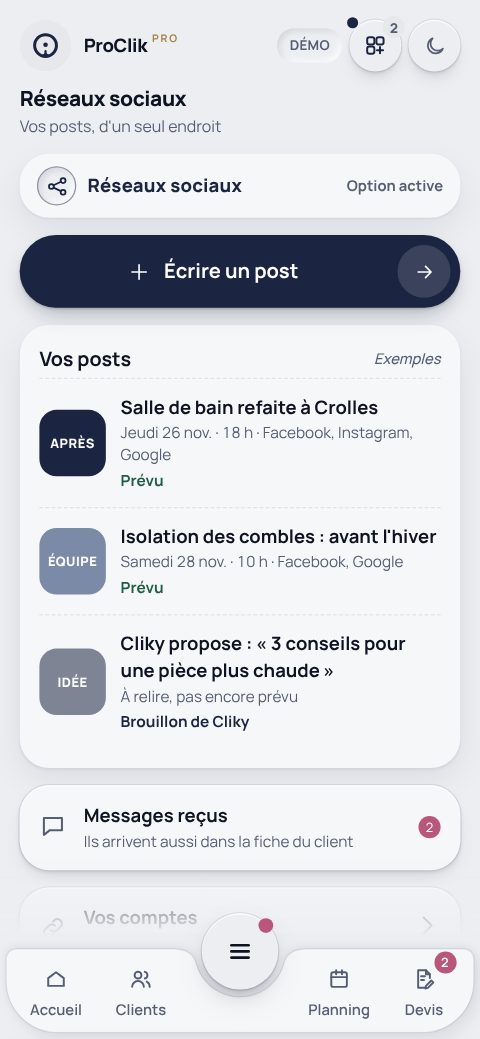 ProClik PRO
DÉMO
2
Réseaux sociaux
Vos posts, d'un seul endroit
Réseaux sociaux
Option active
Écrire un post
Vos posts
Exemples
APRÈS
Salle de bain refaite à Crolles
Jeudi 26 nov. · 18 h · Facebook, Instagram,
Google
Prévu
ÉQUIPE
Isolation des combles : avant l'hiver
Samedi 28 nov. · 10 h · Facebook, Google
Prévu
IDÉE
Cliky propose : « 3 conseils pour
une pièce plus chaude »
À relire, pas encore prévu
Brouillon de Cliky
Messages reçus
Ils arrivent aussi dans la fiche du client
2
Vos comptes
2
Accueil
Clients
Planning
Devis